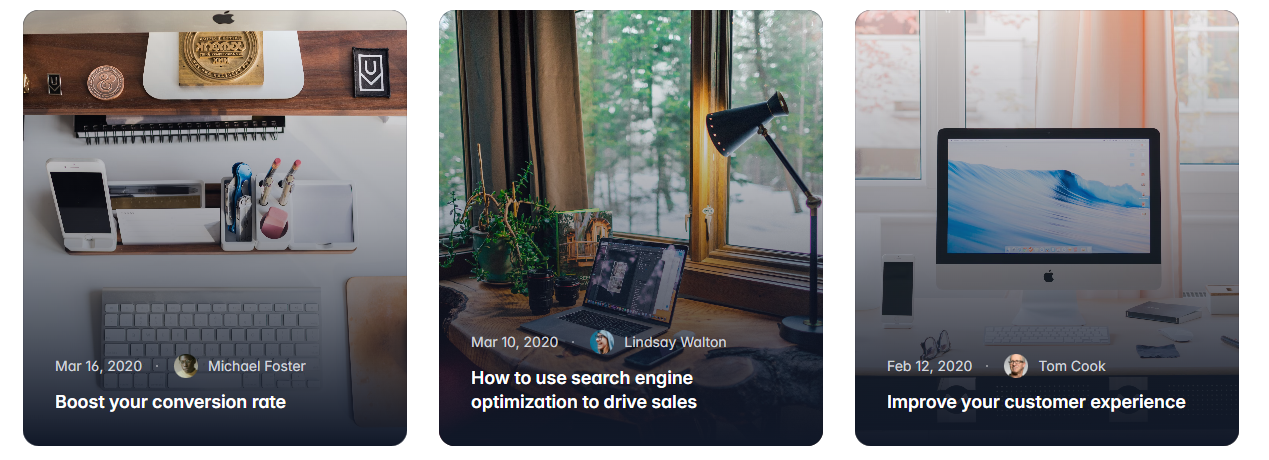 Mar 16, 2020 · Michael Foster
Boost your conversion rate
Mar 10, 2020 · Lindsay Walton
How to use search engine
optimization to drive sales
Feb 12, 2020 · Tom Cook
Improve your customer experience